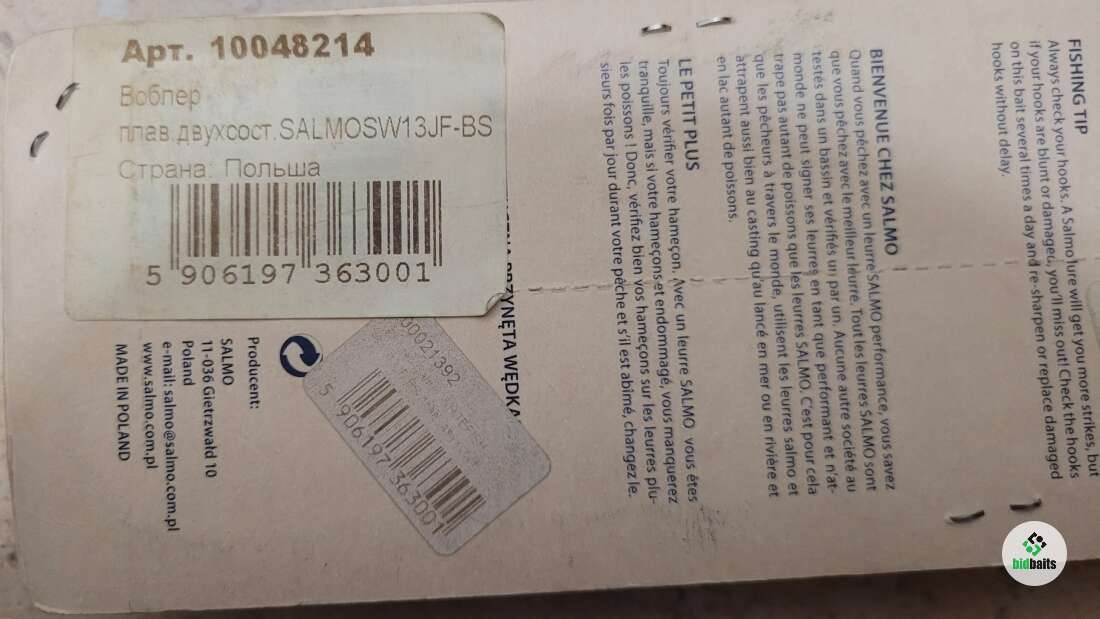 Арт. 10048214
Воблер
плав.двухсост.SALMOSW13JF-BS
Страна: Польша
5 906197 363001
WĘDKA
00021392
5 906197 363001
Producent:
SALMO
11-036 Gietrzwałd 10
Poland
e-mail: salmo@salmo.com.pl
www.salmo.com.pl
MADE IN POLAND
FISHING TIP
Always check your hooks. A Salmo lure will get you more strikes, but
if your hooks are blunt or damaged, you'll miss out! Check the hooks
on this bait several times a day and re-sharpen or replace damaged
hooks without delay.
BIENVENUE CHEZ SALMO
Quand vous pêchez avec un leurre SALMO performance, vous savez
que vous pêchez avec le meilleur leurre. Tout les leurres SALMO sont
testés dans un bassin et vérifiés un par un. Aucune autre société au
monde ne peut signer ses leurres en tant que performant et n'at-
trape pas autant de poissons que les leurres SALMO. C'est pour cela
que les pêcheurs à travers le monde, utilisent les leurres salmo et
attrapent aussi bien au casting qu'au lancé en mer ou en rivière et
en lac autant de poissons.
LE PETIT PLUS
Toujours vérifier votre hameçon. Avec un leurre SALMO vous êtes
tranquille, mais si votre hameçons et endommagé, vous manquerez
les poissons ! Donc, vérifiez bien vos hameçons sur les leurres plu-
sieurs fois par jour durant votre pêche et s'il est abimé, changez le.
bidbaits